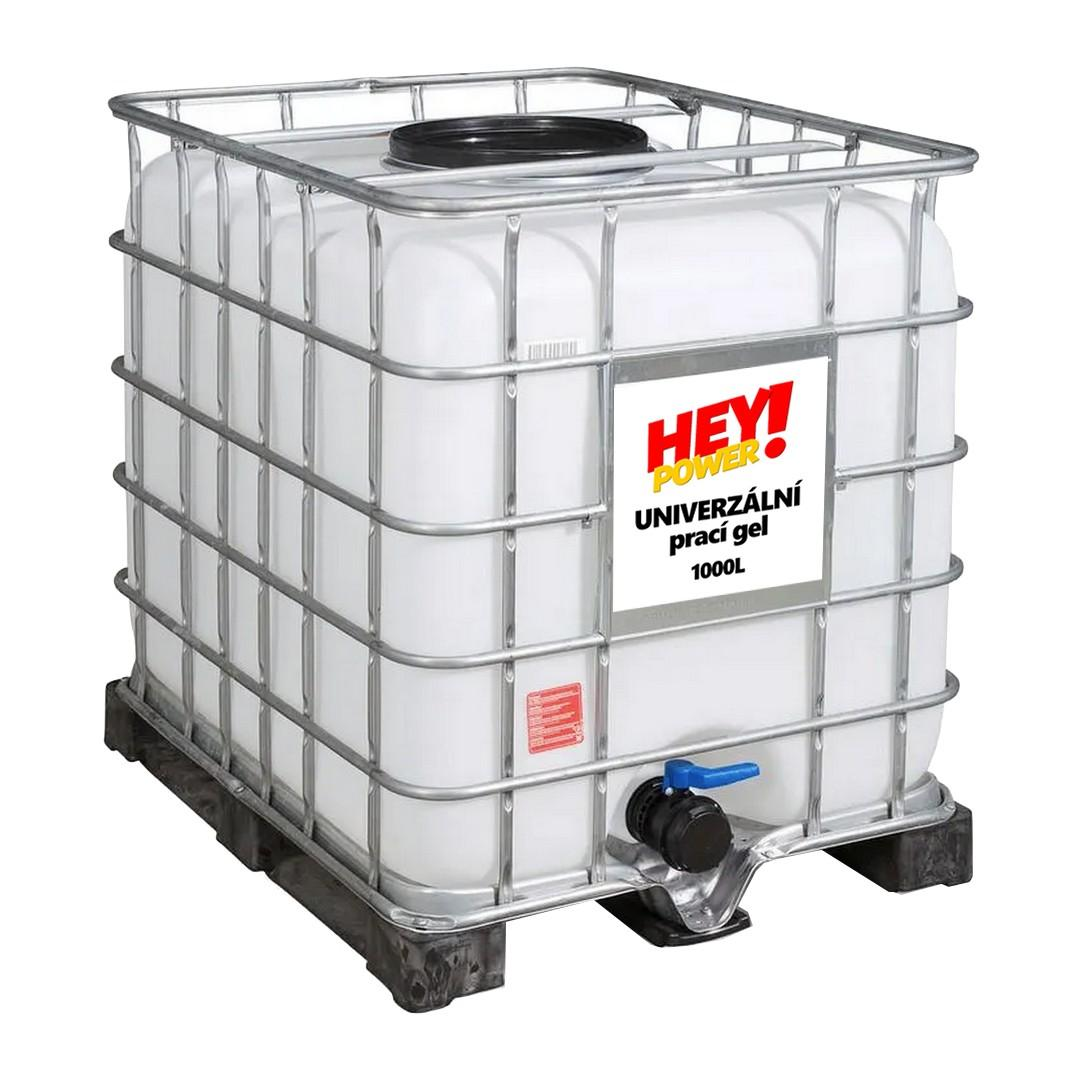 HEY!
POWER
UNIVERZÁLNÍ
prací gel
1000L